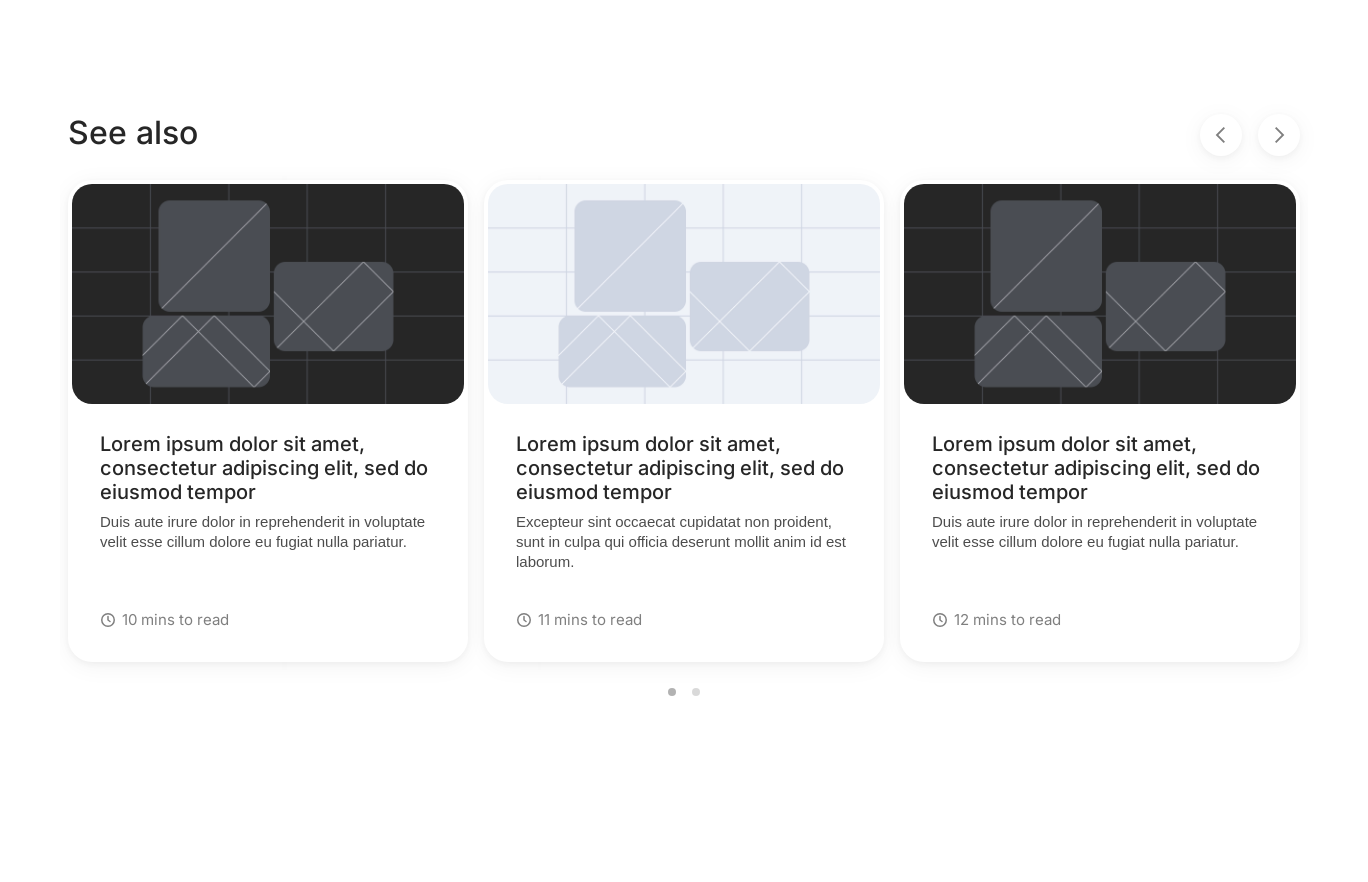 See also
Lorem ipsum dolor sit amet,
consectetur adipiscing elit, sed do
eiusmod tempor
Duis aute irure dolor in reprehenderit in voluptate
velit esse cillum dolore eu fugiat nulla pariatur.
10 mins to read
Lorem ipsum dolor sit amet,
consectetur adipiscing elit, sed do
eiusmod tempor
Excepteur sint occaecat cupidatat non proident,
sunt in culpa qui officia deserunt mollit anim id est
laborum.
11 mins to read
Lorem ipsum dolor sit amet,
consectetur adipiscing elit, sed do
eiusmod tempor
Duis aute irure dolor in reprehenderit in voluptate
velit esse cillum dolore eu fugiat nulla pariatur.
12 mins to read